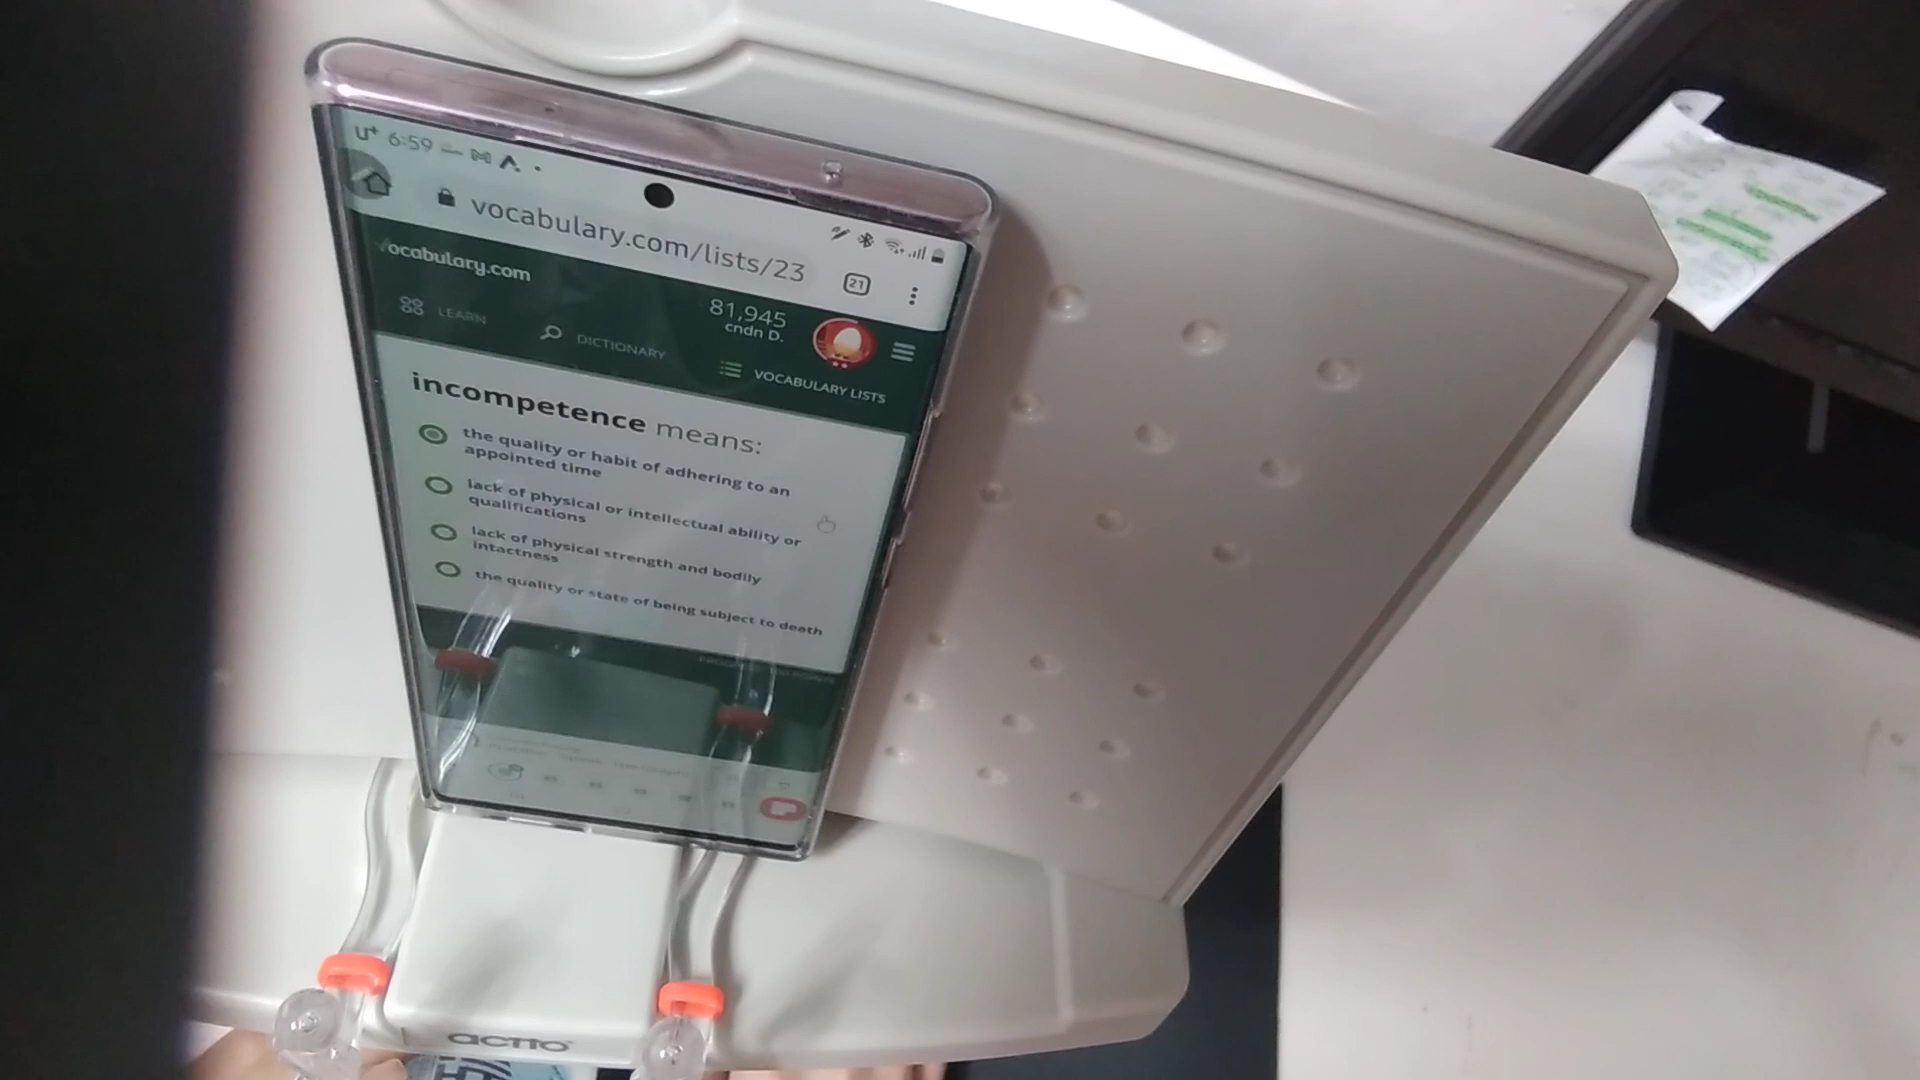 U+ 6:59
vocabulary.com/lists/23
21
vocabulary.com
81,945
cndn D.
LEARN
DICTIONARY
VOCABULARY LISTS
incompetence means:
the quality or habit of adhering to an
appointed time
lack of physical or intellectual ability or
qualifications
lack of physical strength and bodily
intactness
the quality or state of being subject to death
actto